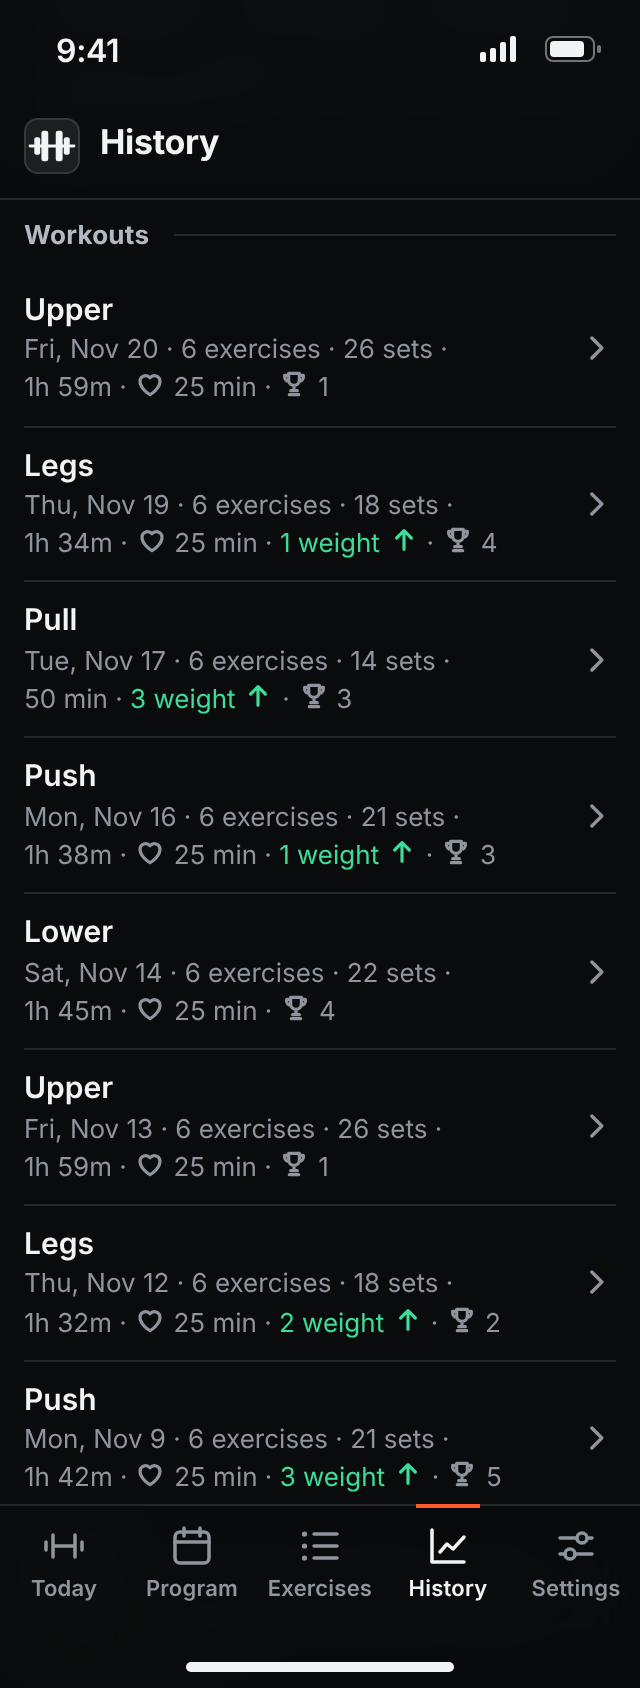 9:41
History
Workouts
Upper
Fri, Nov 20 · 6 exercises · 26 sets ·
1h 59m · 25 min · 1
Legs
Thu, Nov 19 · 6 exercises · 18 sets ·
1h 34m · 25 min · 1 weight ↑ · 4
Pull
Tue, Nov 17 · 6 exercises · 14 sets ·
50 min · 3 weight ↑ · 3
Push
Mon, Nov 16 · 6 exercises · 21 sets ·
1h 38m · 25 min · 1 weight ↑ · 3
Lower
Sat, Nov 14 · 6 exercises · 22 sets ·
1h 45m · 25 min · 4
Upper
Fri, Nov 13 · 6 exercises · 26 sets ·
1h 59m · 25 min · 1
Legs
Thu, Nov 12 · 6 exercises · 18 sets ·
1h 32m · 25 min · 2 weight ↑ · 2
Push
Mon, Nov 9 · 6 exercises · 21 sets ·
1h 42m · 25 min · 3 weight ↑ · 5
Today Program Exercises History Settings